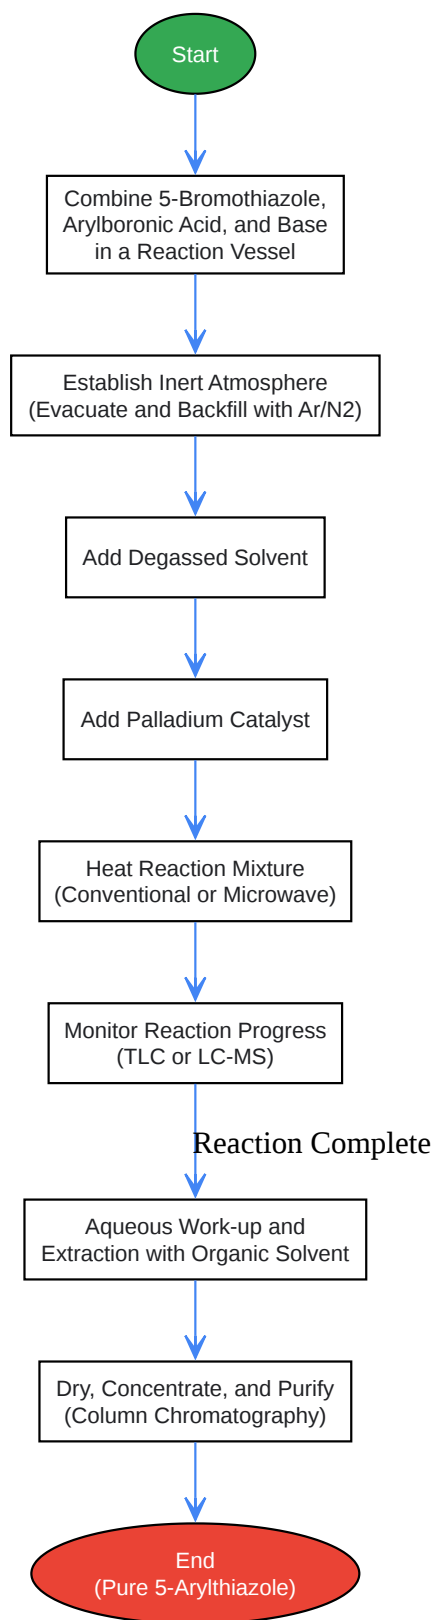 Start
Combine 5-Bromothiazole,
Arylboronic Acid, and Base
in a Reaction Vessel
Establish Inert Atmosphere
(Evacuate and Backfill with Ar/N2)
Add Degassed Solvent
Add Palladium Catalyst
Heat Reaction Mixture
(Conventional or Microwave)
Monitor Reaction Progress
(TLC or LC-MS)
Reaction Complete
Aqueous Work-up and
Extraction with Organic Solvent
Dry, Concentrate, and Purify
(Column Chromatography)
End
(Pure 5-Arylthiazole)